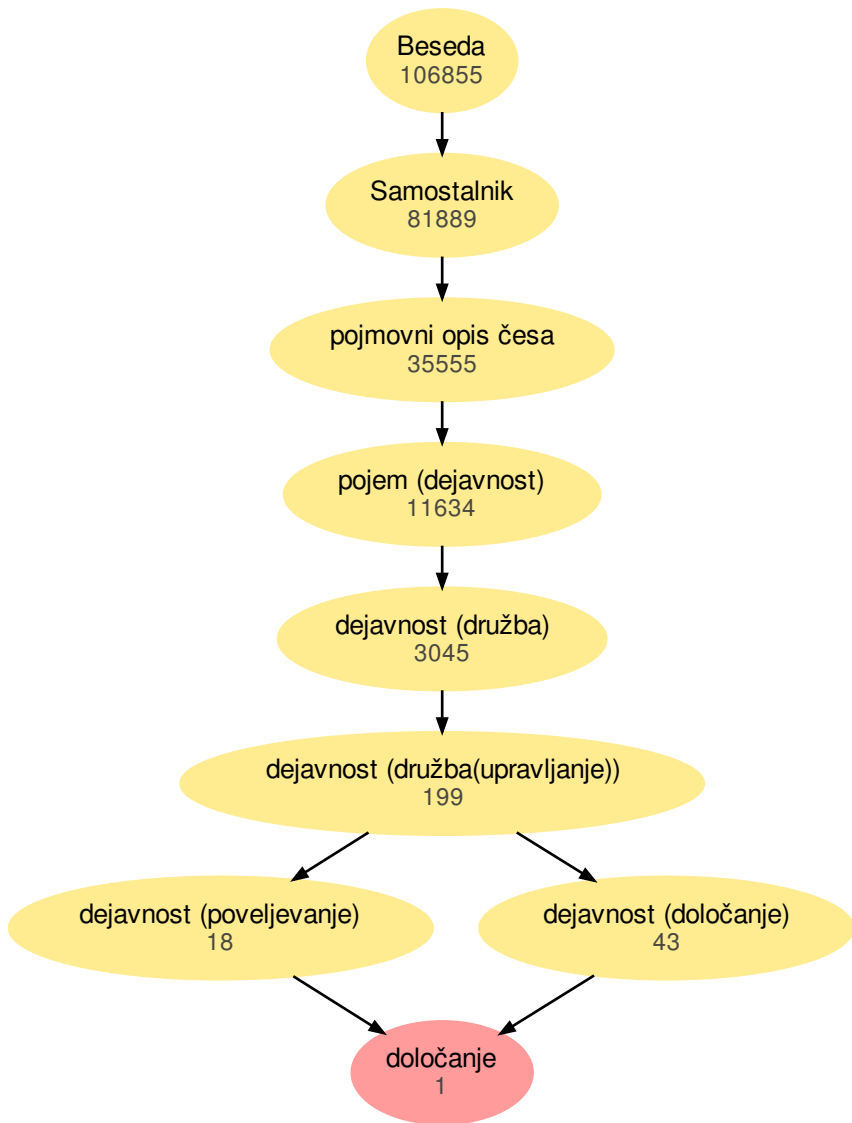 Beseda
106855
Samostalnik
81889
pojmovni opis česa
35555
pojem (dejavnost)
11634
dejavnost (družba)
3045
dejavnost (družba(upravljanje))
199
dejavnost (poveljevanje)
18
dejavnost (določanje)
43
določanje
1